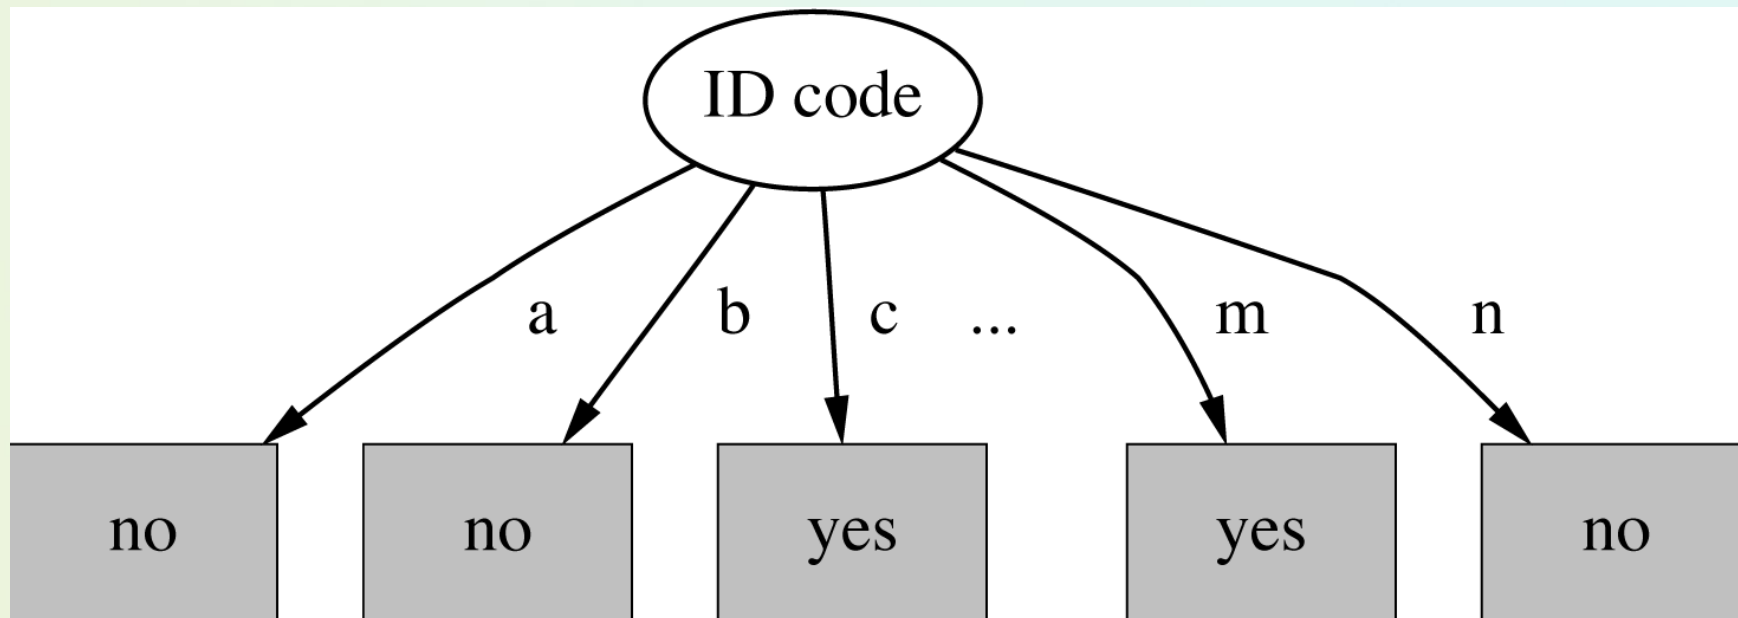 ID code
a b c ... m n
no no yes yes no